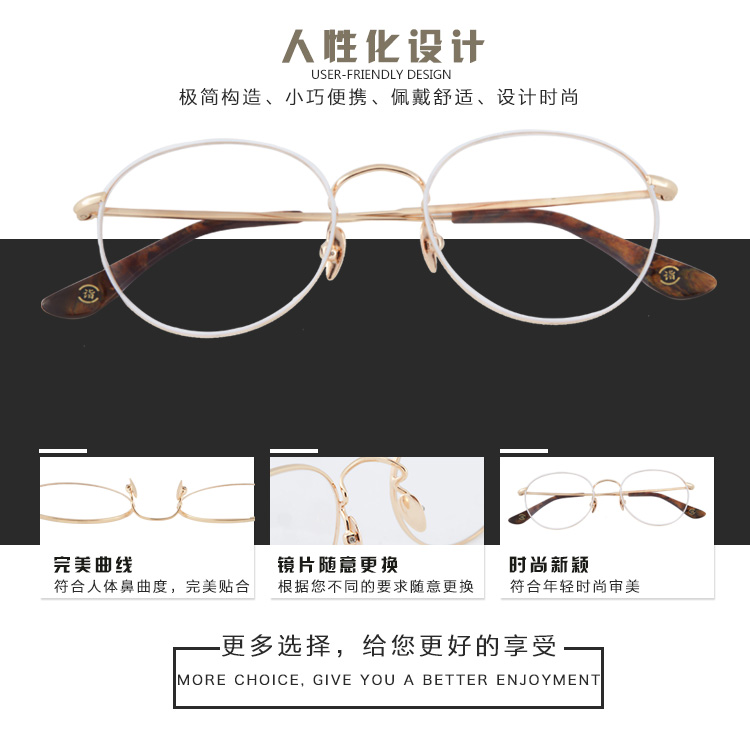 人性化设计
USER-FRIENDLY DESIGN
极简构造、小巧便携、佩戴舒适、设计时尚
完美曲线
符合人体鼻曲度，完美贴合
镜片随意更换
根据您不同的要求随意更换
时尚新颖
符合年轻时尚审美
更多选择，给您更好的享受
MORE CHOICE, GIVE YOU A BETTER ENJOYMENT